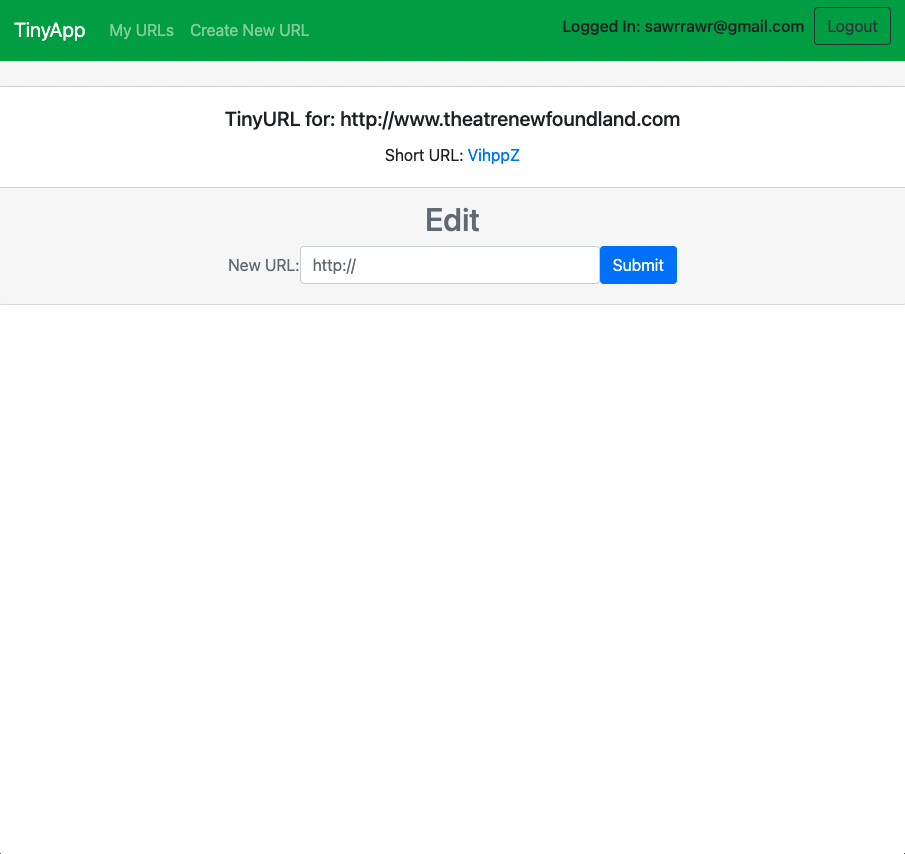 TinyApp My URLs Create New URL Logged In: sawrrawr@gmail.com Logout
TinyURL for: http://www.theatrenewfoundland.com
Short URL: VihppZ
Edit
New URL: http:// Submit